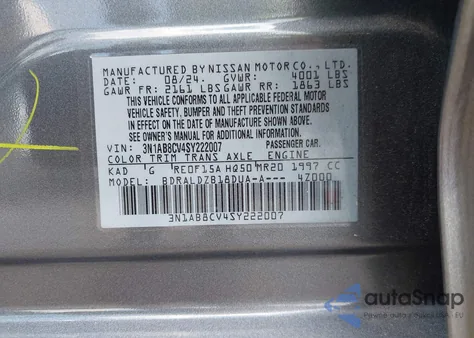 MANUFACTURED BY NISSAN MOTOR CO., LTD.
DATE: 08/24. GVWR: 4001 LBS
GAWR FR: 2161 LBS GAWR RR: 1863 LBS
THIS VEHICLE CONFORMS TO ALL APPLICABLE FEDERAL MOTOR
VEHICLE SAFETY, BUMPER, AND THEFT PREVENTION STANDARDS
IN EFFECT ON THE DATE OF MANUFACTURE SHOWN ABOVE.
SEE OWNER'S MANUAL FOR ADDITIONAL INFORMATION.
VIN: 3N1AB8CV4SY222007 PASSENGER CAR.
COLOR TRIM TRANS AXLE ENGINE
KAD G RE0F15A HQ50 MR20 1997 CC
MODEL: BDRALDZB18DUA-A--- 4Z000
3N1AB8CV4SY222007
autoSnap